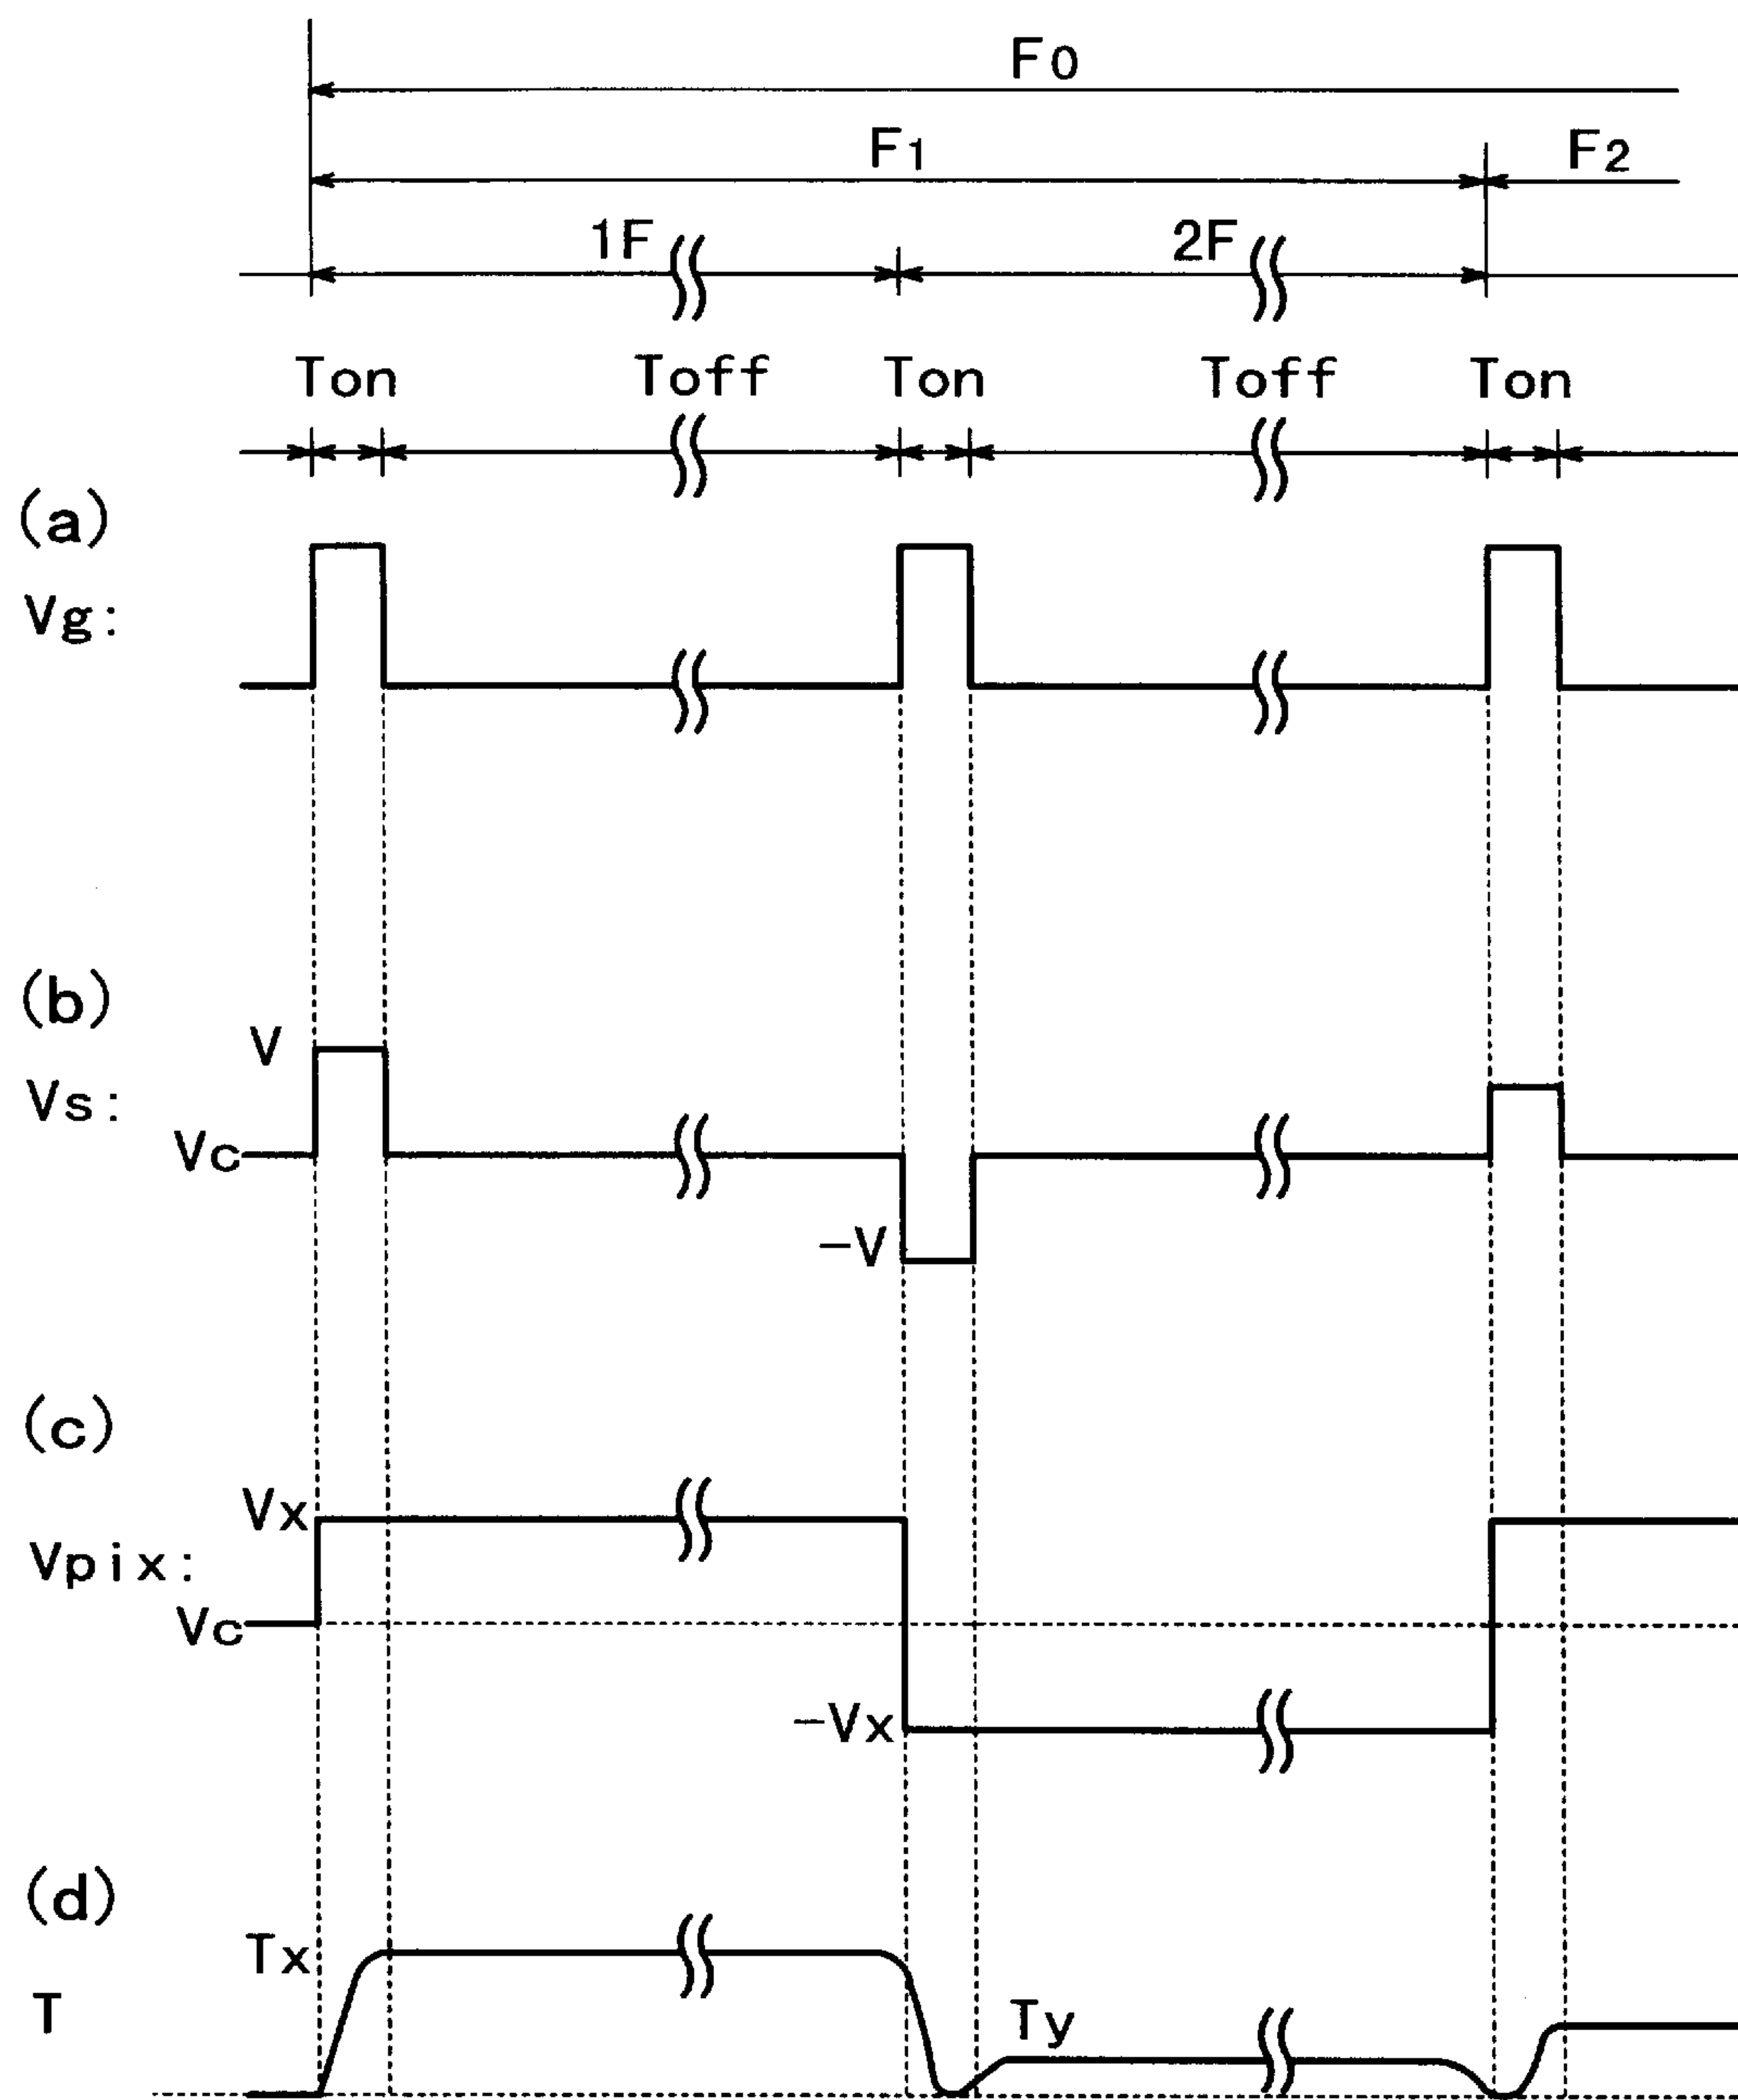 F0
F1 F2
1F 2F
Ton Toff Ton Toff Ton
(a)
Vg:
(b)
V
Vs:
Vc
-V
(c)
Vx
Vpix:
Vc
-Vx
(d)
Tx
T
Ty